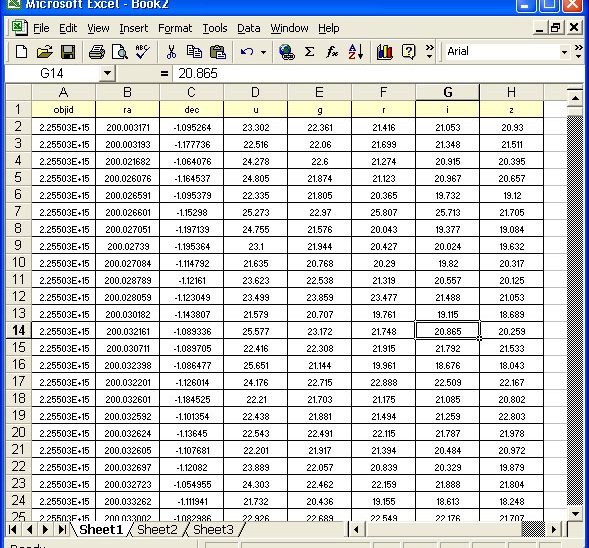 Microsoft Excel - Book2
File Edit View Insert Format Tools Data Window Help
Arial
G14 = 20.865
A B C D E F G H
1 objid ra dec u g r i z
2 2.25503E+15 200.003171 -1.095264 23.302 22.361 21.416 21.053 20.93
3 2.25503E+15 200.003193 -1.177736 22.516 22.06 21.699 21.348 21.511
4 2.25503E+15 200.021682 -1.064076 24.278 22.6 21.274 20.915 20.395
5 2.25503E+15 200.026076 -1.164537 24.805 21.874 21.123 20.967 20.657
6 2.25503E+15 200.026591 -1.095379 22.335 21.805 20.365 19.732 19.12
7 2.25503E+15 200.026601 -1.15298 25.273 22.97 25.807 25.713 21.705
8 2.25503E+15 200.027051 -1.197139 24.755 21.576 20.043 19.377 19.084
9 2.25503E+15 200.02739 -1.195364 23.1 21.944 20.427 20.024 19.632
10 2.25503E+15 200.027084 -1.114792 21.635 20.768 20.29 19.82 20.317
11 2.25503E+15 200.028789 -1.12161 23.623 22.538 21.319 20.557 20.125
12 2.25503E+15 200.028059 -1.123049 23.499 23.859 23.477 21.488 21.053
13 2.25503E+15 200.030182 -1.143807 21.579 20.707 19.761 19.115 18.689
14 2.25503E+15 200.032161 -1.089336 25.577 23.172 21.748 20.865 20.259
15 2.25503E+15 200.030711 -1.089705 22.416 22.308 21.915 21.792 21.533
16 2.25503E+15 200.032398 -1.086477 25.651 21.144 19.961 18.676 18.043
17 2.25503E+15 200.032201 -1.126014 24.176 22.715 22.888 22.509 22.167
18 2.25503E+15 200.032601 -1.184525 22.21 21.703 21.175 21.085 20.802
19 2.25503E+15 200.032592 -1.101354 22.438 21.881 21.494 21.259 22.803
20 2.25503E+15 200.032624 -1.13645 22.543 22.491 22.115 21.787 21.978
21 2.25503E+15 200.032605 -1.107681 22.201 21.917 21.394 20.484 20.972
22 2.25503E+15 200.032697 -1.12082 23.889 22.057 20.839 20.329 19.879
23 2.25503E+15 200.032723 -1.054955 24.303 22.462 22.159 21.888 21.804
24 2.25503E+15 200.033262 -1.111941 21.732 20.436 19.155 18.613 18.248
25 2.25503E+15 200.033002 -1.082986 22.926 22.689 22.549 22.176 21.707
Sheet1 Sheet2 Sheet3
Ready